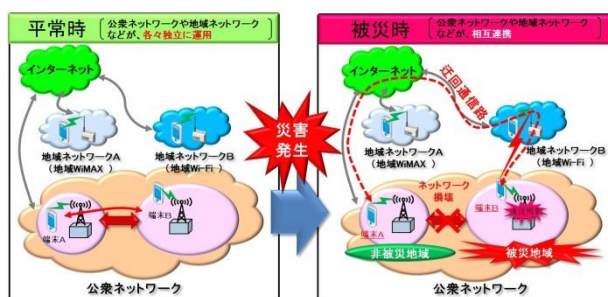 平常時
公衆ネットワークや地域ネットワーク
などが、各々独立に運用
インターネット
地域ネットワークA
(地域WiMAX )
地域ネットワークB
(地域Wi-Fi)
端末A
端末B
公衆ネットワーク
災害
発生
被災時
公衆ネットワークや地域ネットワーク
などが、相互連携
インターネット
迂回通信路
地域ネットワークA
(地域WiMAX )
地域ネットワークB
(地域Wi-Fi)
ネットワーク
損壊
端末A
端末B
非被災地域
被災地域
公衆ネットワーク